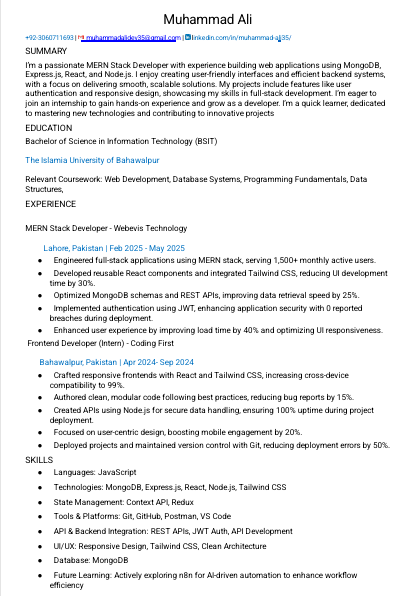 Muhammad Ali
+92-3060711693 | muhammadalidev35@gmail.com | linkedin.com/in/muhammad-ali35/
SUMMARY
I'm a passionate MERN Stack Developer with experience building web applications using MongoDB,
Express.js, React, and Node.js. I enjoy creating user-friendly interfaces and efficient backend systems,
with a focus on delivering smooth, scalable solutions. My projects include features like user
authentication and responsive design, showcasing my skills in full-stack development. I'm eager to
join an internship to gain hands-on experience and grow as a developer. I'm a quick learner, dedicated
to mastering new technologies and contributing to innovative projects
EDUCATION
Bachelor of Science in Information Technology (BSIT)
The Islamia University of Bahawalpur
Relevant Coursework: Web Development, Database Systems, Programming Fundamentals, Data
Structures,
EXPERIENCE
MERN Stack Developer - Webevis Technology
Lahore, Pakistan | Feb 2025 - May 2025
● Engineered full-stack applications using MERN stack, serving 1,500+ monthly active users.
● Developed reusable React components and integrated Tailwind CSS, reducing UI development
time by 30%.
● Optimized MongoDB schemas and REST APIs, improving data retrieval speed by 25%.
● Implemented authentication using JWT, enhancing application security with 0 reported
breaches during deployment.
● Enhanced user experience by improving load time by 40% and optimizing UI responsiveness.
Frontend Developer (Intern) - Coding First
Bahawalpur, Pakistan | Apr 2024- Sep 2024
● Crafted responsive frontends with React and Tailwind CSS, increasing cross-device
compatibility to 99%.
● Authored clean, modular code following best practices, reducing bug reports by 15%.
● Created APIs using Node.js for secure data handling, ensuring 100% uptime during project
deployment.
● Focused on user-centric design, boosting mobile engagement by 20%.
● Deployed projects and maintained version control with Git, reducing deployment errors by 50%.
SKILLS
● Languages: JavaScript
● Technologies: MongoDB, Express.js, React, Node.js, Tailwind CSS
● State Management: Context API, Redux
● Tools & Platforms: Git, GitHub, Postman, VS Code
● API & Backend Integration: REST APIs, JWT Auth, API Development
● UI/UX: Responsive Design, Tailwind CSS, Clean Architecture
● Database: MongoDB
● Future Learning: Actively exploring n8n for AI-driven automation to enhance workflow
efficiency